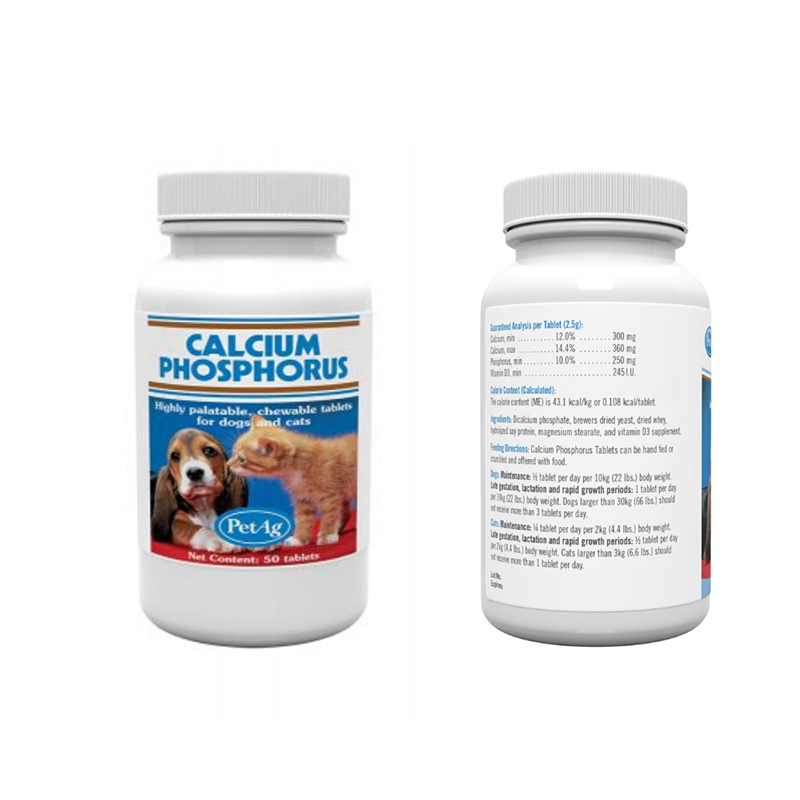 CALCIUM
PHOSPHORUS
Highly palatable, chewable tablets
for dogs and cats
PetAg
Net Content: 50 tablets
Guaranteed Analysis per Tablet (2.5g):
Calcium, min ........... 12.0% ........ 300 mg
Calcium, max ........... 14.4% ........ 360 mg
Phosphorus, min ........ 10.0% ........ 250 mg
Vitamin D3, min ........................ 245 I.U.
Calorie Content (Calculated):
The calorie content (ME) is 43.1 kcal/kg or 0.108 kcal/tablet.
Ingredients: Dicalcium phosphate, brewers dried yeast, dried whey,
hydrolyzed soy protein, magnesium stearate, and vitamin D3 supplement.
Feeding Directions: Calcium Phosphorus Tablets can be hand fed or
crumbled and offered with food.
Dogs: Maintenance: ½ tablet per day per 10kg (22 lbs.) body weight.
Late gestation, lactation and rapid growth periods: 1 tablet per day
per 10kg (22 lbs.) body weight. Dogs larger than 30kg (66 lbs.) should
not receive more than 3 tablets per day.
Cats: Maintenance: ¼ tablet per day per 2kg (4.4 lbs.) body weight.
Late gestation, lactation and rapid growth periods: ½ tablet per day
per 2kg (4.4 lbs.) body weight. Cats larger than 3kg (6.6 lbs.) should
not receive more than 1 tablet per day.
Lot No.
Expires